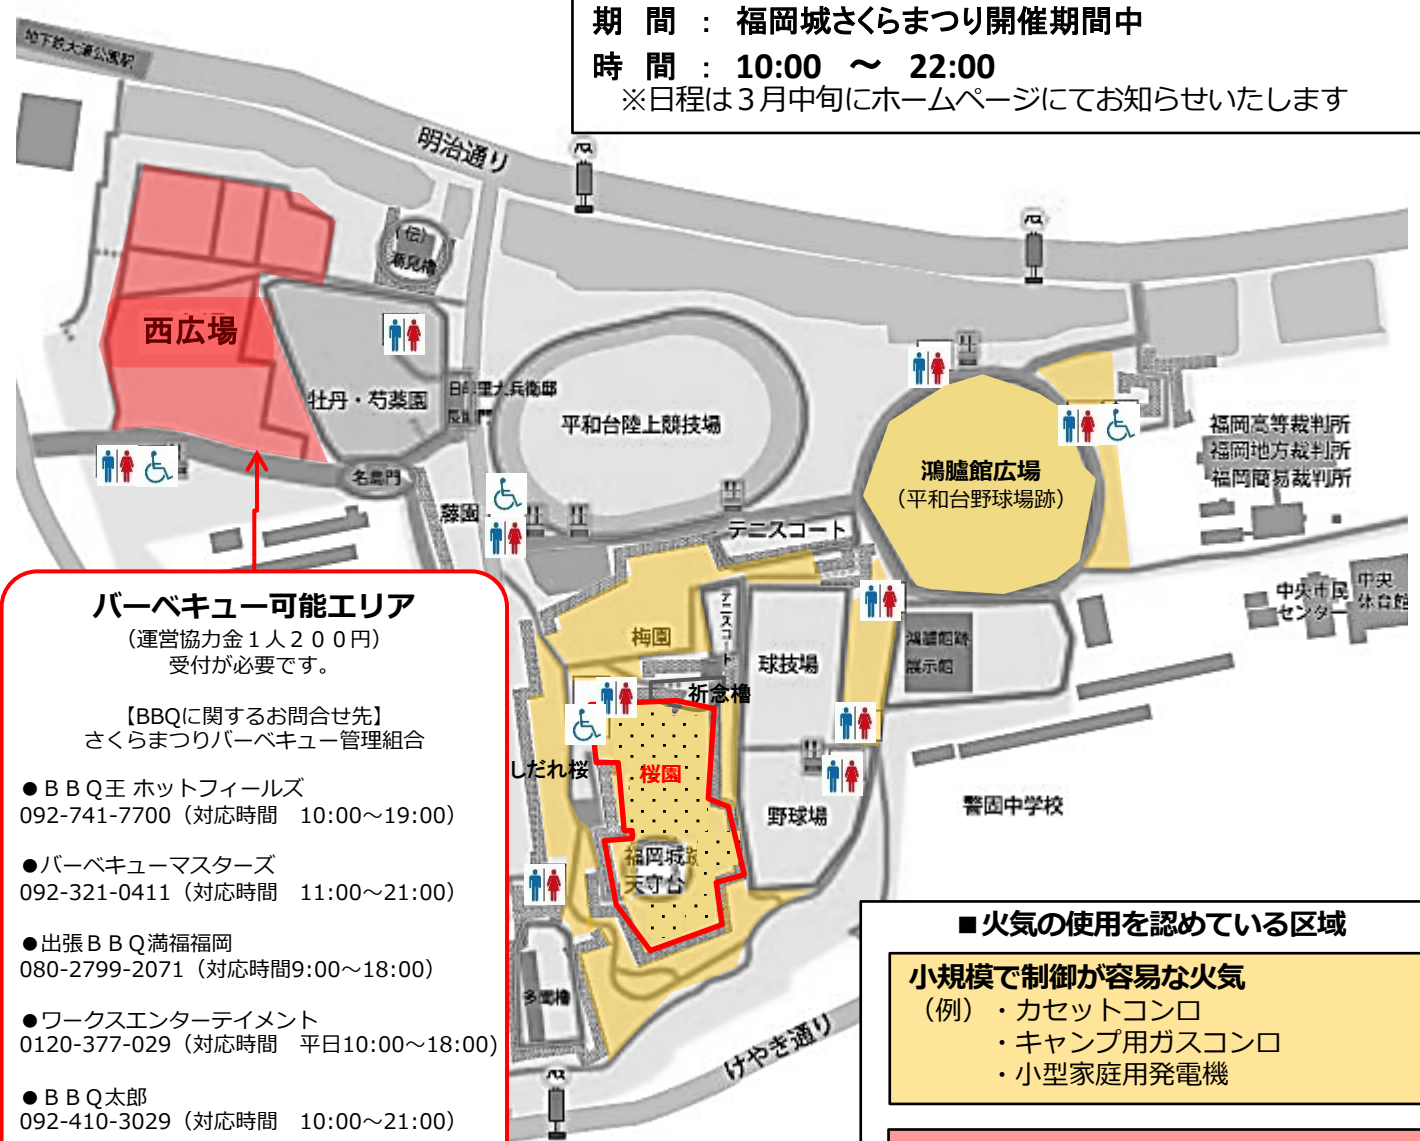 期 間 ： 福岡城さくらまつり開催期間中
時 間 ： 10:00 ～ 22:00
※日程は３月中旬にホームページにてお知らせいたします
地下鉄大濠公園駅
明治通り
(伝)
潮見櫓
西広場
牡丹・芍薬園
平和台陸上競技場
名島門
藤園
テニスコート
鴻臚館広場
（平和台野球場跡）
福岡高等裁判所
福岡地方裁判所
福岡簡易裁判所
中央市民
センター
中央
体育館
梅園
テニスコート
球技場
鴻臚館跡
展示館
祈念櫓
しだれ桜
桜園
野球場
福岡城跡
天守台
警固中学校
多聞櫓
けやき通り
バーベキュー可能エリア
（運営協力金１人２００円）
受付が必要です。
【BBQに関するお問合せ先】
さくらまつりバーベキュー管理組合
●ＢＢＱ王 ホットフィールズ
092-741-7700（対応時間　10:00～19:00）
●バーベキューマスターズ
092-321-0411（対応時間　11:00～21:00）
●出張ＢＢＱ満福福岡
080-2799-2071（対応時間9:00～18:00）
●ワークスエンターテイメント
0120-377-029（対応時間　平日10:00～18:00）
●ＢＢＱ太郎
092-410-3029（対応時間　10:00～21:00）
■火気の使用を認めている区域
小規模で制御が容易な火気
（例）・カセットコンロ
・キャンプ用ガスコンロ
・小型家庭用発電機